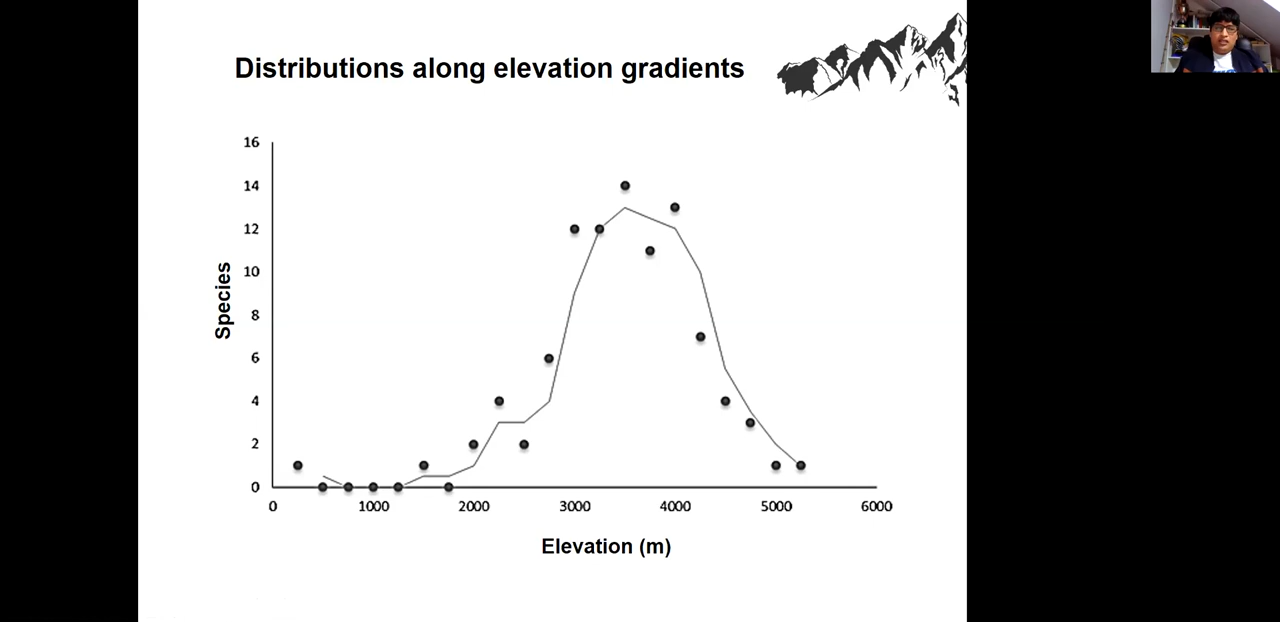 Distributions along elevation gradients
16
14
12
10
8
6
4
2
0
Species
0 1000 2000 3000 4000 5000 6000
Elevation (m)